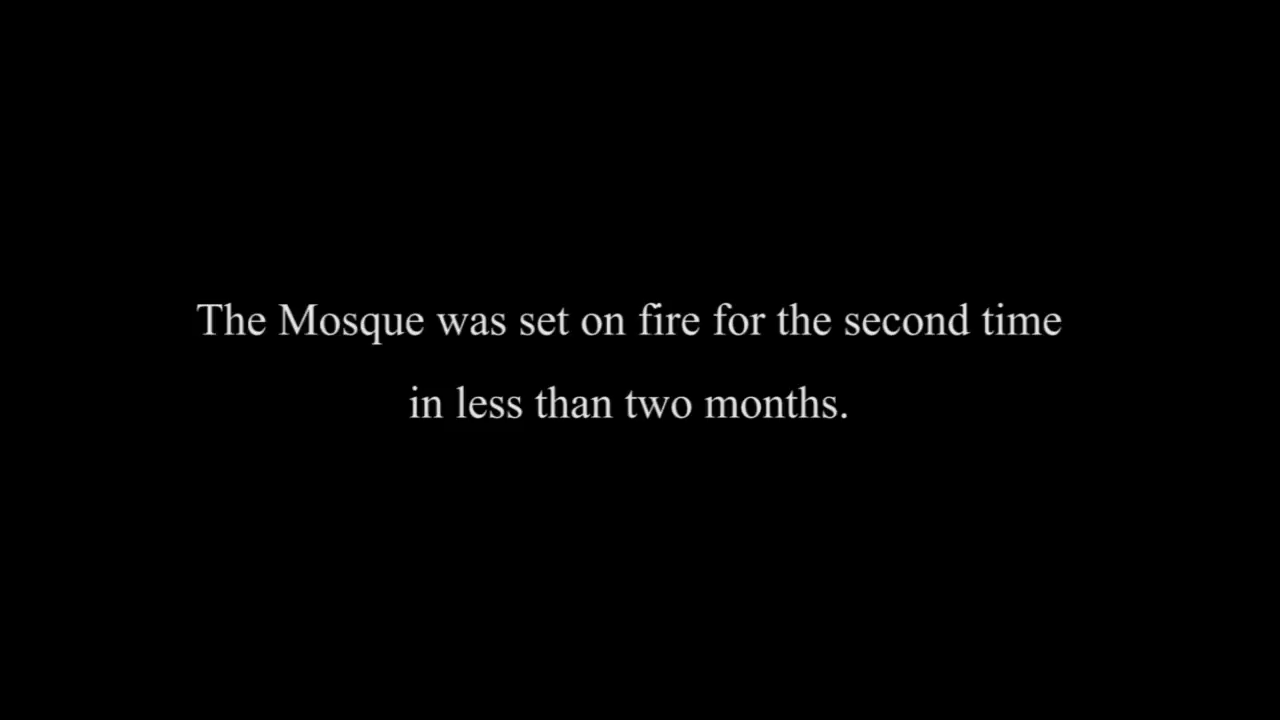 The Mosque was set on fire for the second time
in less than two months.